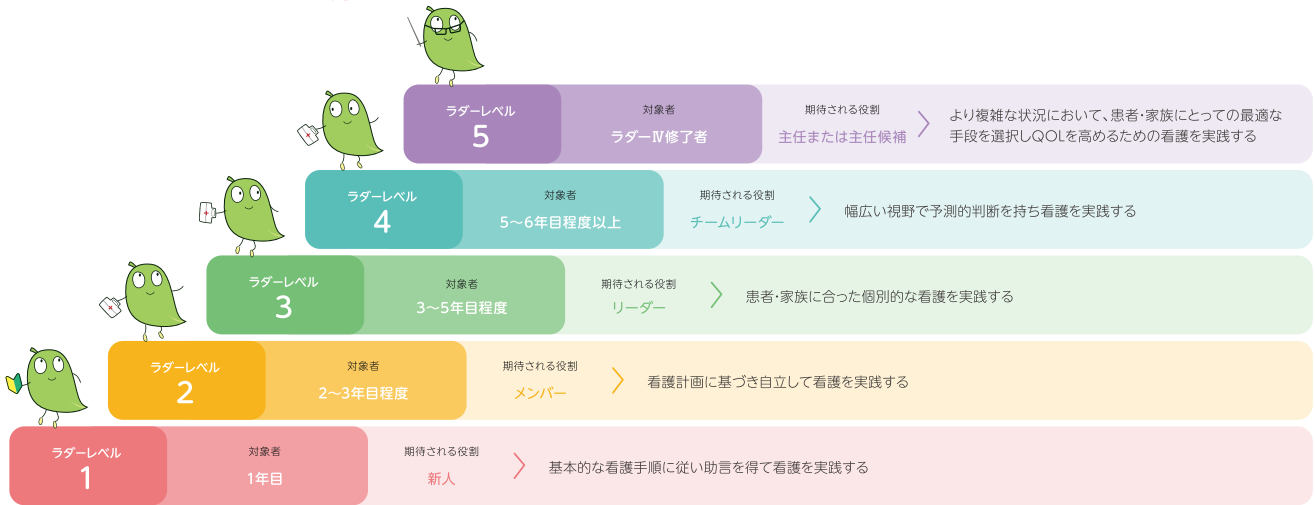 ラダーレベル
5
対象者
ラダーⅣ修了者
期待される役割
主任または主任候補
より複雑な状況において、患者・家族にとっての最適な
手段を選択しQOLを高めるための看護を実践する
ラダーレベル
4
対象者
5〜6年目程度以上
期待される役割
チームリーダー
幅広い視野で予測的判断を持ち看護を実践する
ラダーレベル
3
対象者
3〜5年目程度
期待される役割
リーダー
患者・家族に合った個別的な看護を実践する
ラダーレベル
2
対象者
2〜3年目程度
期待される役割
メンバー
看護計画に基づき自立して看護を実践する
ラダーレベル
1
対象者
1年目
期待される役割
新人
基本的な看護手順に従い助言を得て看護を実践する